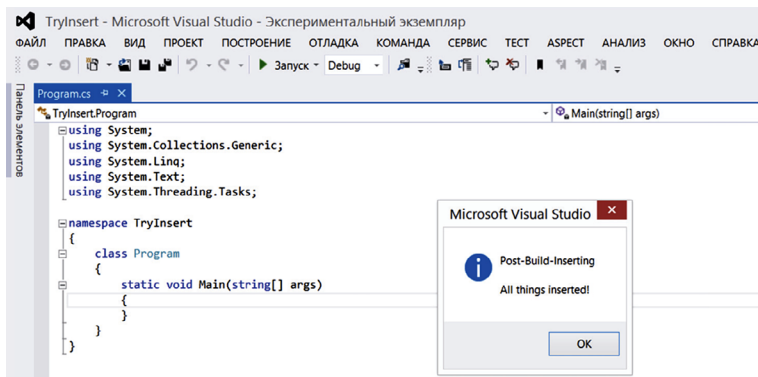 TryInsert - Microsoft Visual Studio - Экспериментальный экземпляр
ФАЙЛ ПРАВКА ВИД ПРОЕКТ ПОСТРОЕНИЕ ОТЛАДКА КОМАНДА СЕРВИС ТЕСТ ASPECT АНАЛИЗ ОКНО СПРАВКА
Запуск Debug
Панель элементов
Program.cs
TryInsert.Program Main(string[] args)
using System;
using System.Collections.Generic;
using System.Linq;
using System.Text;
using System.Threading.Tasks;
namespace TryInsert
{
class Program
{
static void Main(string[] args)
{
}
}
}
Microsoft Visual Studio
Post-Build-Inserting
All things inserted!
OK